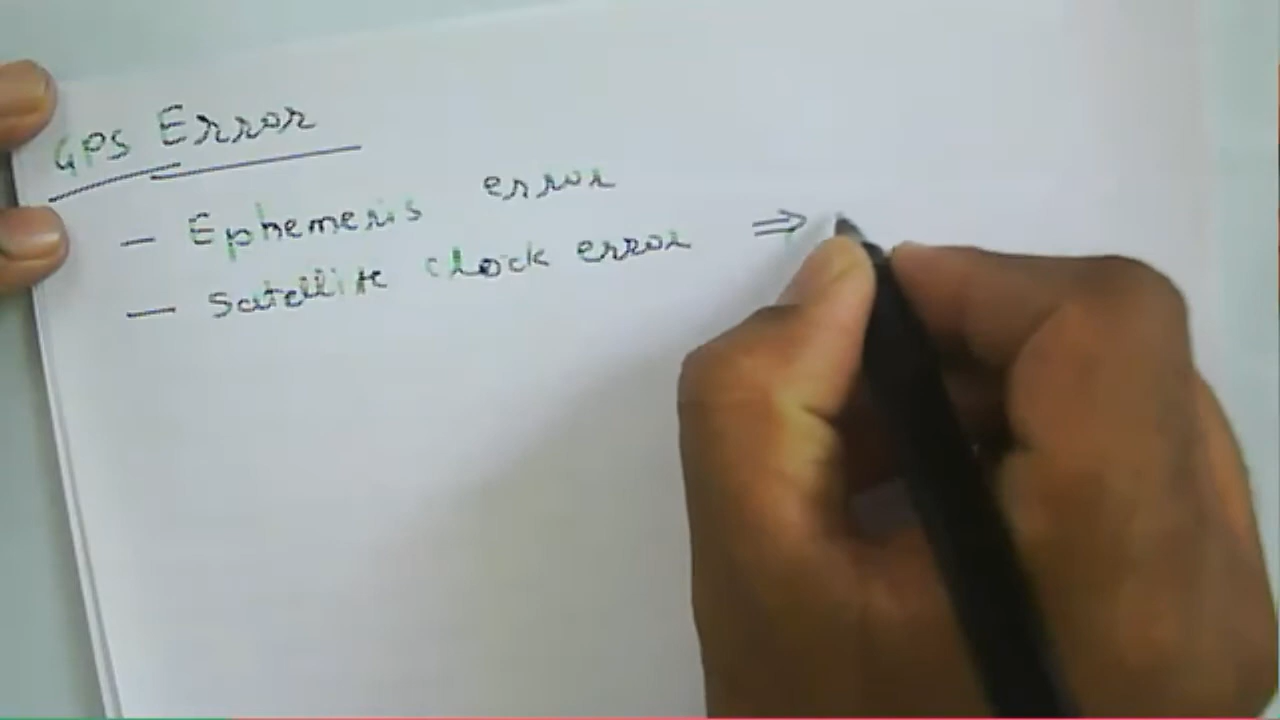 GPS Error
— Ephemeris error
— Satellite clock error ⇒